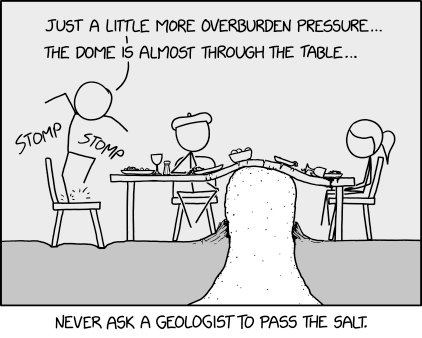 JUST A LITTLE MORE OVERBURDEN PRESSURE...
THE DOME IS ALMOST THROUGH THE TABLE...
STOMP
STOMP
NEVER ASK A GEOLOGIST TO PASS THE SALT.